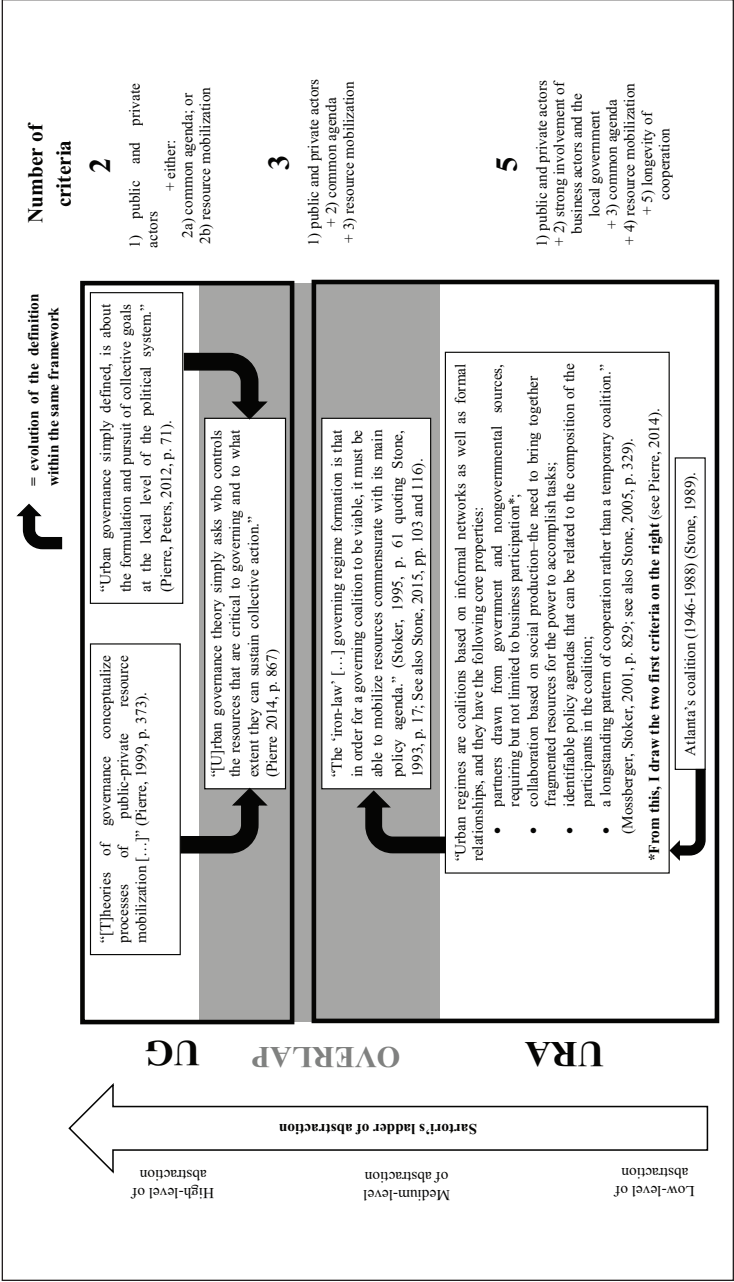 = evolution of the definition
within the same framework
Number of
criteria
High-level of
abstraction
Medium-level
of abstraction
Low-level of
abstraction
Sartori's ladder of abstraction
UG
OVERLAP
URA
“[T]heories of governance conceptualize
processes of public-private resource
mobilization […]” (Pierre, 1999, p. 373).
“Urban governance simply defined, is about
the formulation and pursuit of collective goals
at the local level of the political system.”
(Pierre, Peters, 2012, p. 71).
“[U]rban governance theory simply asks who controls
the resources that are critical to governing and to what
extent they can sustain collective action.”
(Pierre 2014, p. 867)
“The ‘iron-law’ […] governing regime formation is that
in order for a governing coalition to be viable, it must be
able to mobilize resources commensurate with its main
policy agenda.” (Stoker, 1995, p. 61 quoting Stone,
1993, p. 17; See also Stone, 2015, pp. 103 and 116).
“Urban regimes are coalitions based on informal networks as well as formal
relationships, and they have the following core properties:
• partners drawn from government and nongovernmental sources,
requiring but not limited to business participation*;
• collaboration based on social production–the need to bring together
fragmented resources for the power to accomplish tasks;
• identifiable policy agendas that can be related to the composition of the
participants in the coalition;
• a longstanding pattern of cooperation rather than a temporary coalition.”
(Mossberger, Stoker, 2001, p. 829; see also Stone, 2005, p. 329).
*From this, I draw the two first criteria on the right (see Pierre, 2014).
Atlanta’s coalition (1946-1988) (Stone, 1989).
2
1) public and private
actors
+ either:
2a) common agenda; or
2b) resource mobilization
3
1) public and private actors
+ 2) common agenda
+ 3) resource mobilization
5
1) public and private actors
+ 2) strong involvement of
business actors and the
local government
+ 3) common agenda
+ 4) resource mobilization
+ 5) longevity of
cooperation